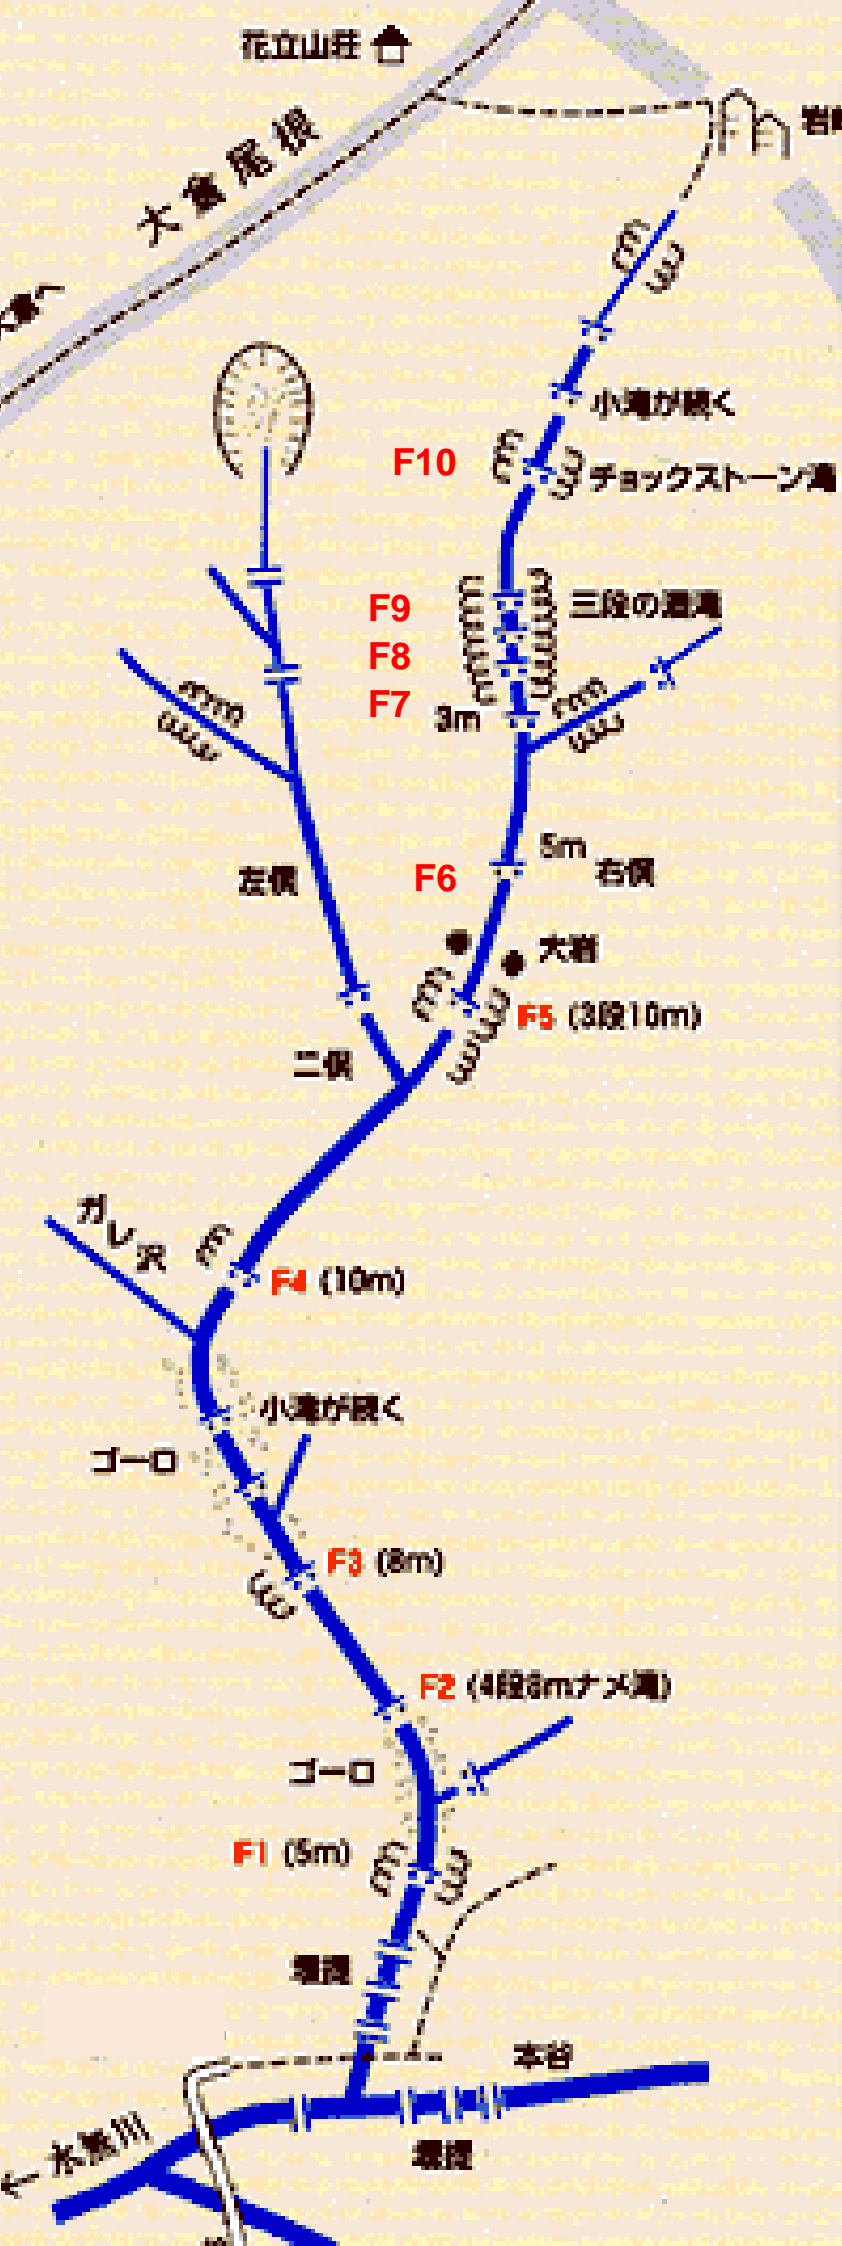 花立山荘
大倉尾根
小滝が続く
F10
チョックストーン滝
F9
三段の涸滝
F8
F7
3m
5m
右俣
左俣
F6
大岩
F5 (3段10m)
二俣
ガレ沢
F4 (10m)
小滝が続く
ゴーロ
F3 (8m)
F2 (4段8mナメ滝)
ゴーロ
F1 (5m)
堰堤
本谷
←水無川
堰堤